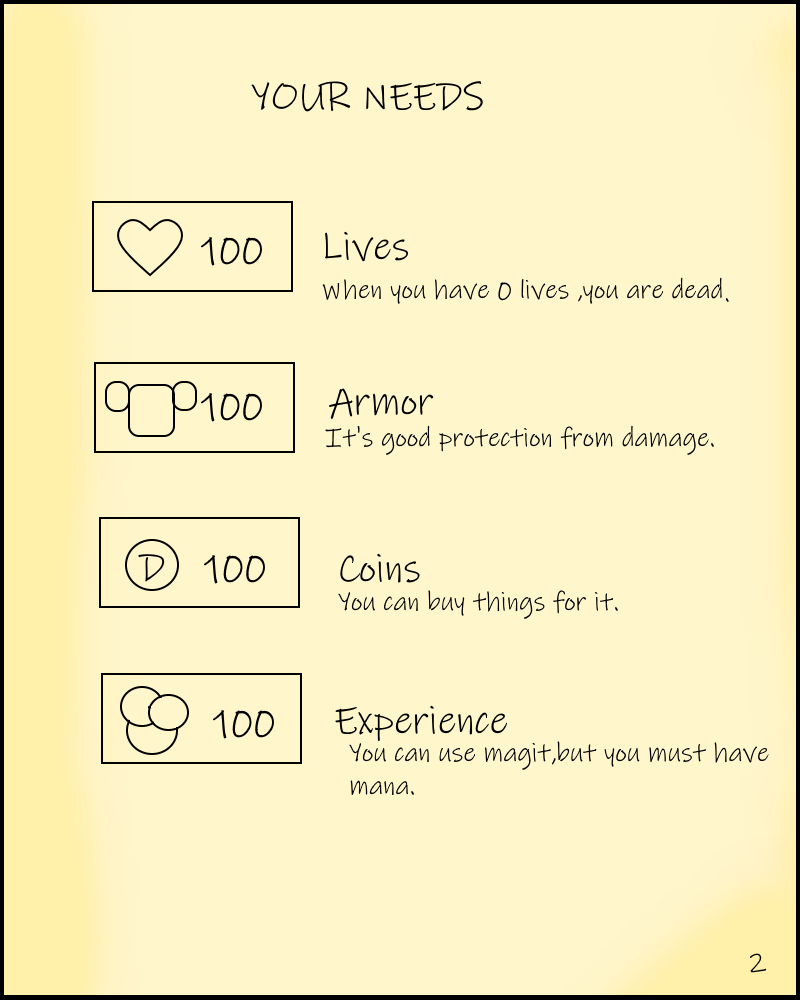 YOUR NEEDS
100
Lives
When you have 0 lives ,you are dead.
100
Armor
It's good protection from damage.
D 100
Coins
You can buy things for it.
100
Experience
You can use magit,but you must have
mana.
2